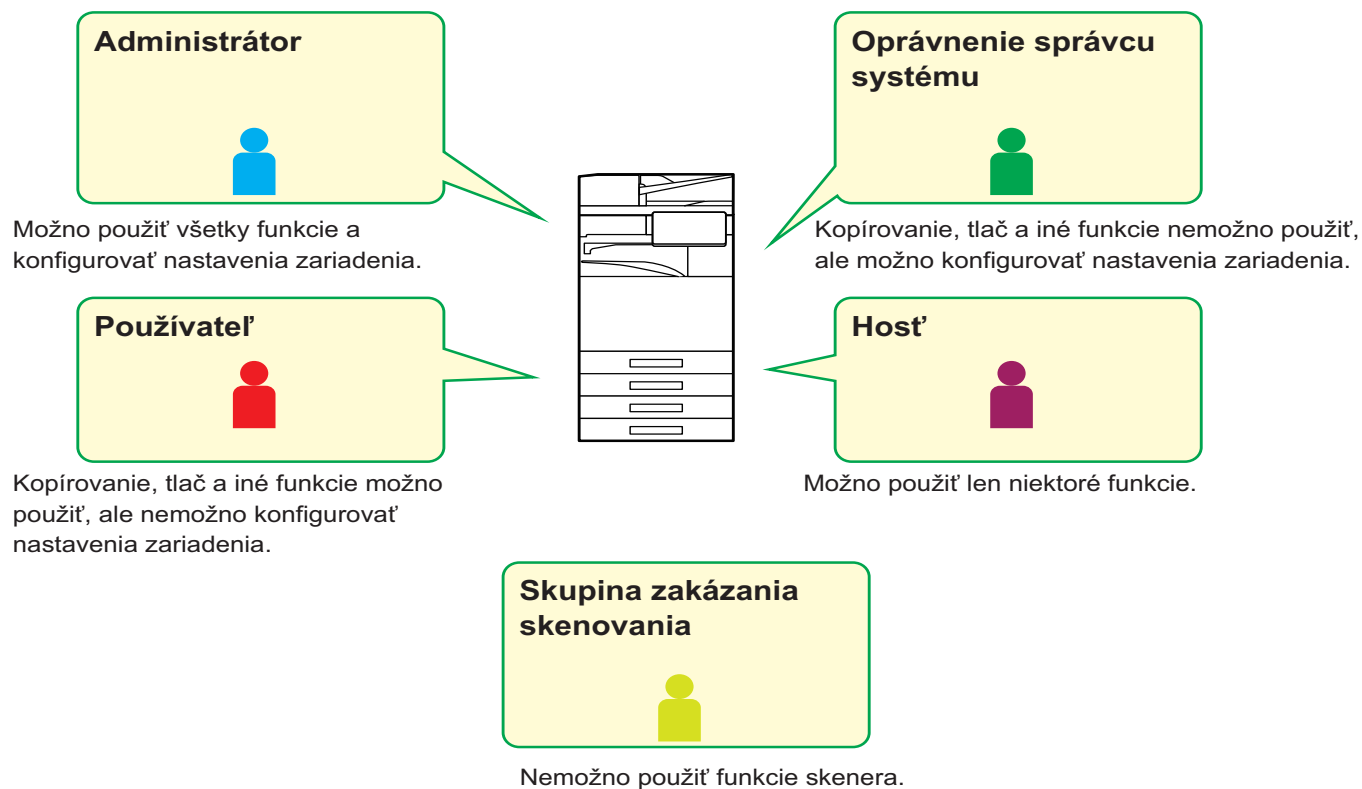 Administrátor
Možno použiť všetky funkcie a
konfigurovať nastavenia zariadenia.
Oprávnenie správcu
systému
Kopírovanie, tlač a iné funkcie nemožno použiť,
ale možno konfigurovať nastavenia zariadenia.
Používateľ
Kopírovanie, tlač a iné funkcie možno
použiť, ale nemožno konfigurovať
nastavenia zariadenia.
Hosť
Možno použiť len niektoré funkcie.
Skupina zakázania
skenovania
Nemožno použiť funkcie skenera.